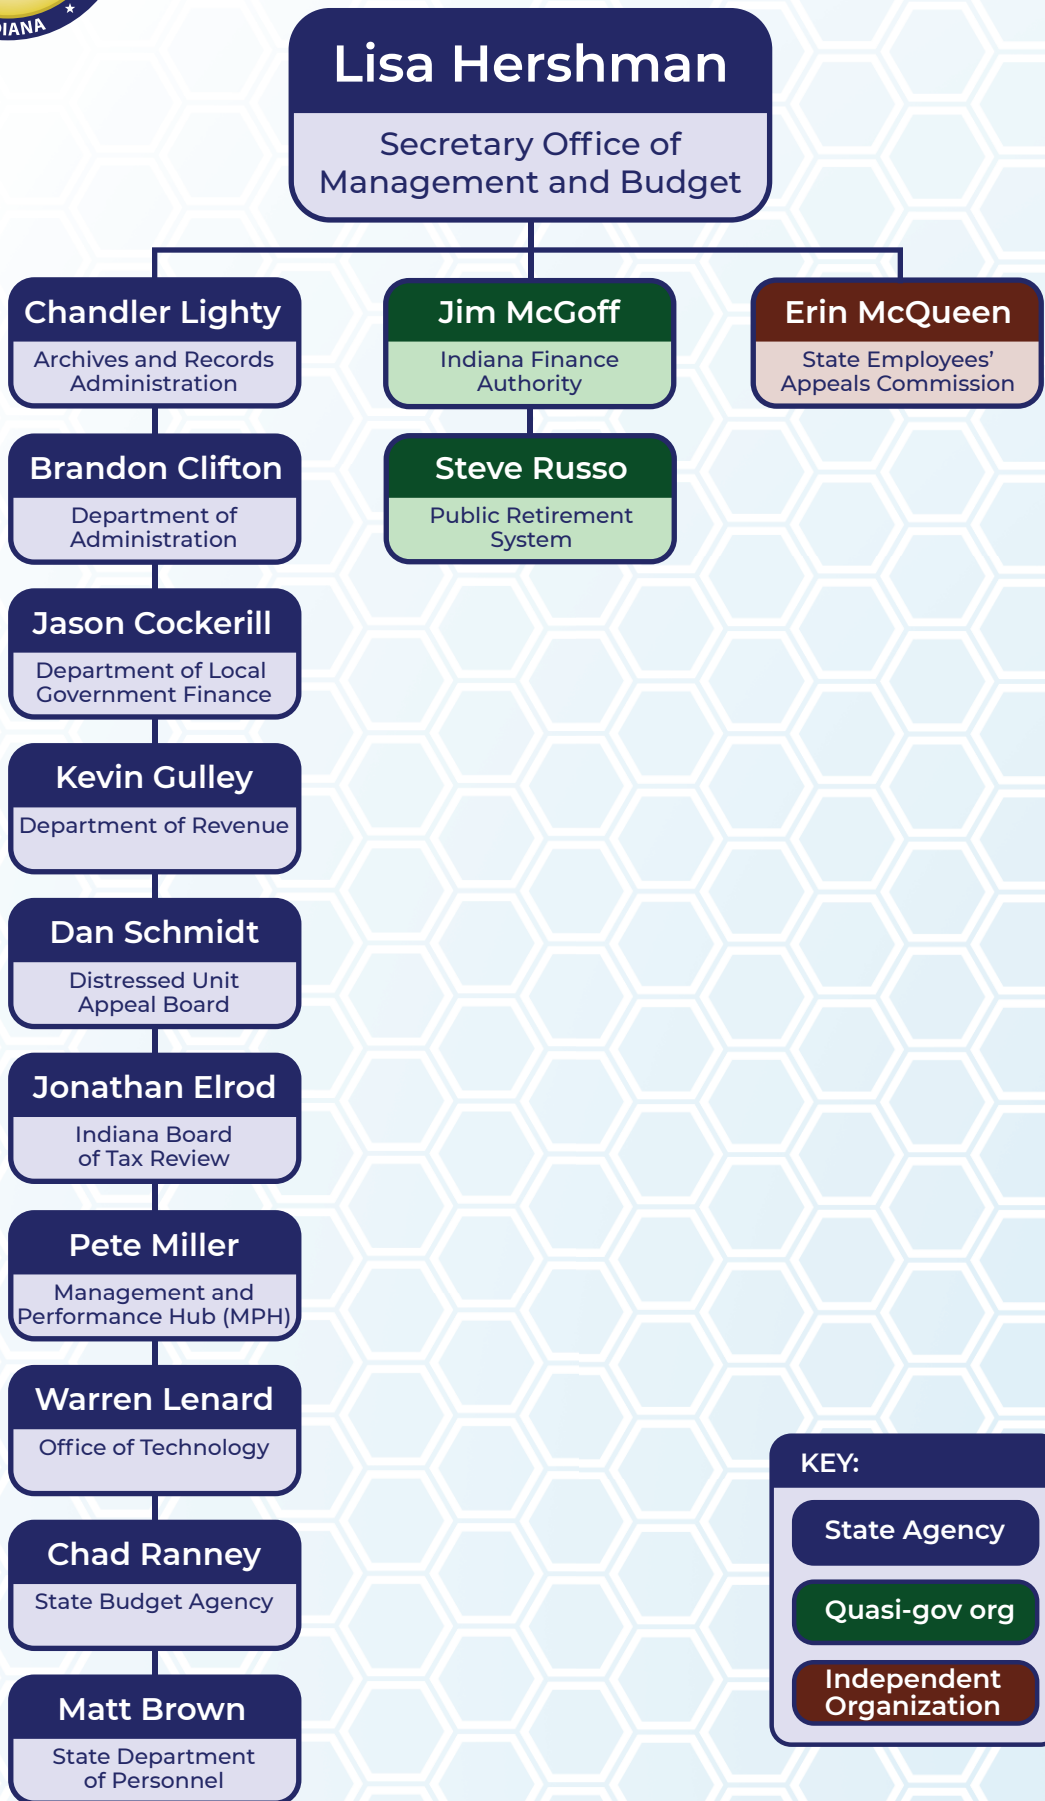 Lisa Hershman
Secretary Office of
Management and Budget
Chandler Lighty
Archives and Records
Administration
Brandon Clifton
Department of
Administration
Jason Cockerill
Department of Local
Government Finance
Kevin Gulley
Department of Revenue
Dan Schmidt
Distressed Unit
Appeal Board
Jonathan Elrod
Indiana Board
of Tax Review
Pete Miller
Management and
Performance Hub (MPH)
Warren Lenard
Office of Technology
Chad Ranney
State Budget Agency
Matt Brown
State Department
of Personnel
Jim McGoff
Indiana Finance
Authority
Steve Russo
Public Retirement
System
Erin McQueen
State Employees’
Appeals Commission
KEY:
State Agency
Quasi-gov org
Independent
Organization